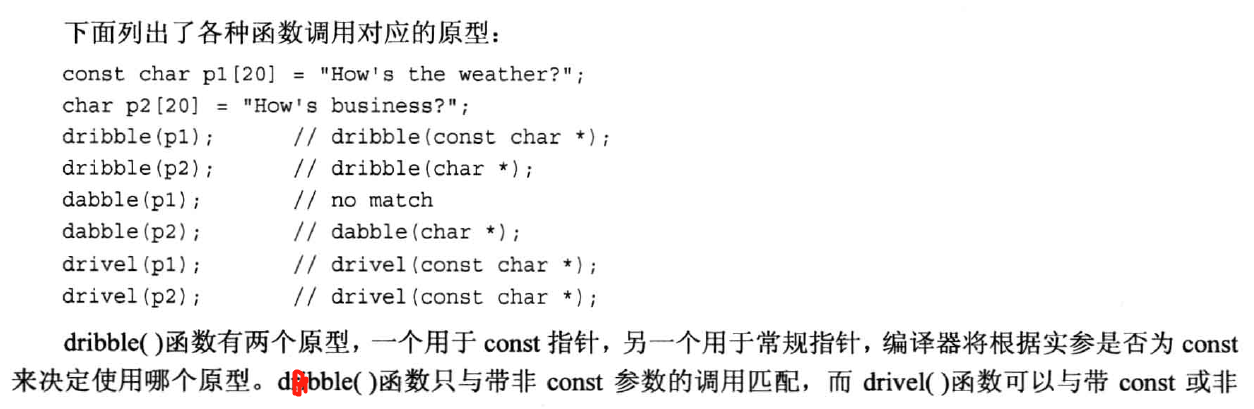 下面列出了各种函数调用对应的原型：
const char p1[20] = "How's the weather?";
char p2[20] = "How's business?";
dribble(p1); // dribble(const char *);
dribble(p2); // dribble(char *);
dabble(p1); // no match
dabble(p2); // dabble(char *);
drivel(p1); // drivel(const char *);
drivel(p2); // drivel(const char *);
dribble( )函数有两个原型，一个用于 const 指针，另一个用于常规指针，编译器将根据实参是否为 const
来决定使用哪个原型。( )函数只与带非 const 参数的调用匹配，而 drivel( )函数可以与带 const 或非